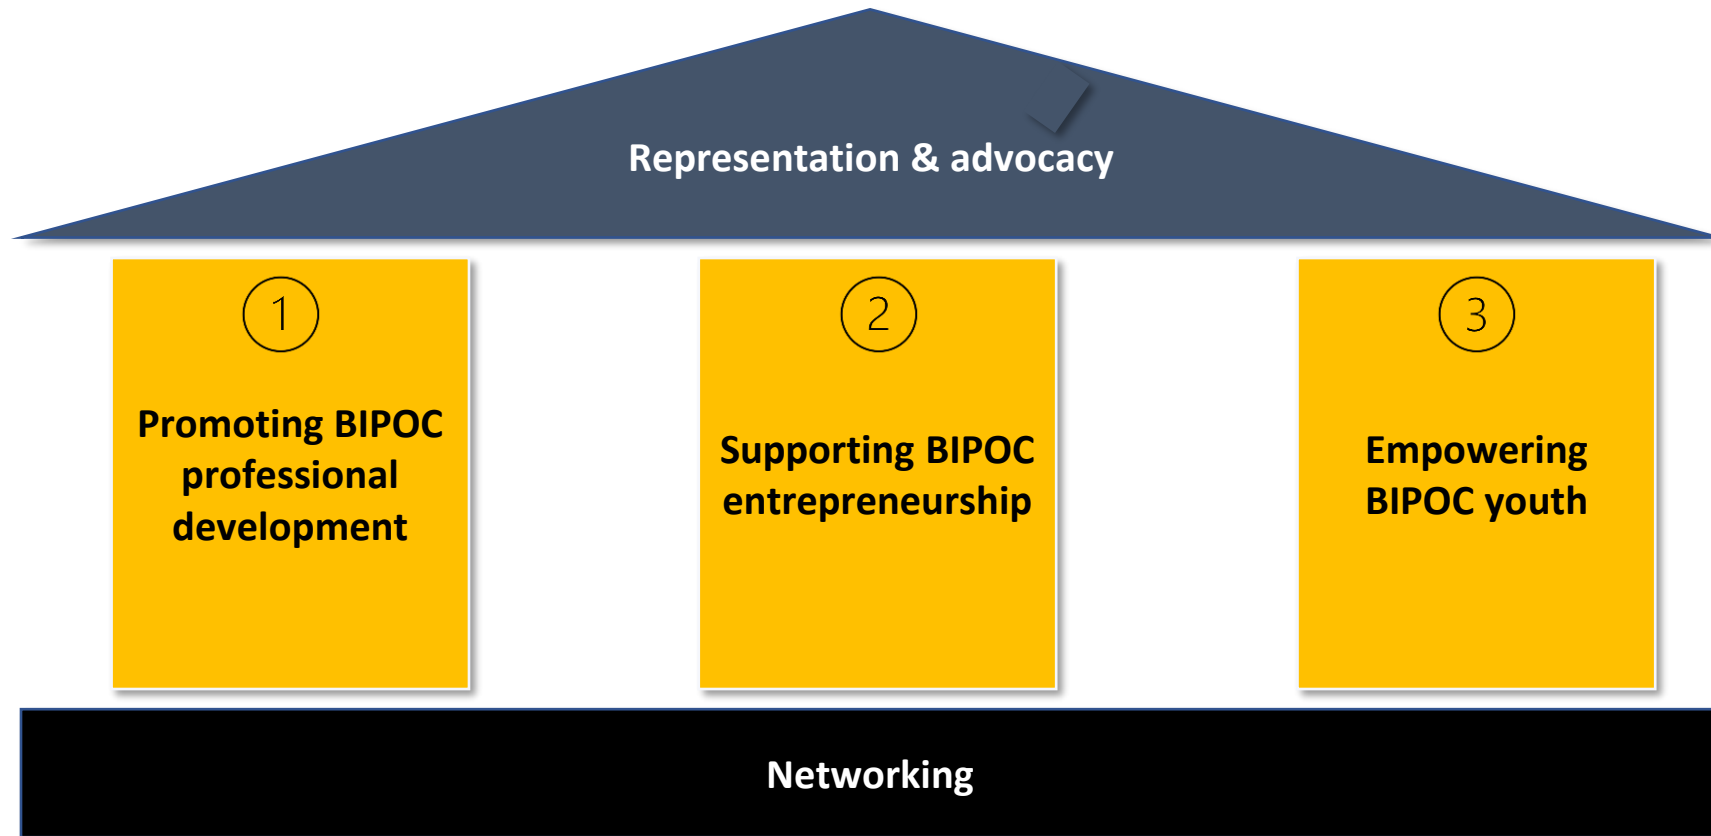 Representation & advocacy
1
Promoting BIPOC
professional
development
2
Supporting BIPOC
entrepreneurship
3
Empowering
BIPOC youth
Networking